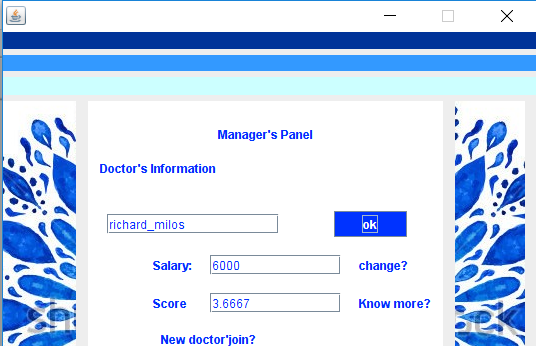 Manager's Panel
Doctor's Information
richard_milos ok
Salary: 6000 change?
Score 3.6667 Know more?
New doctor'join?